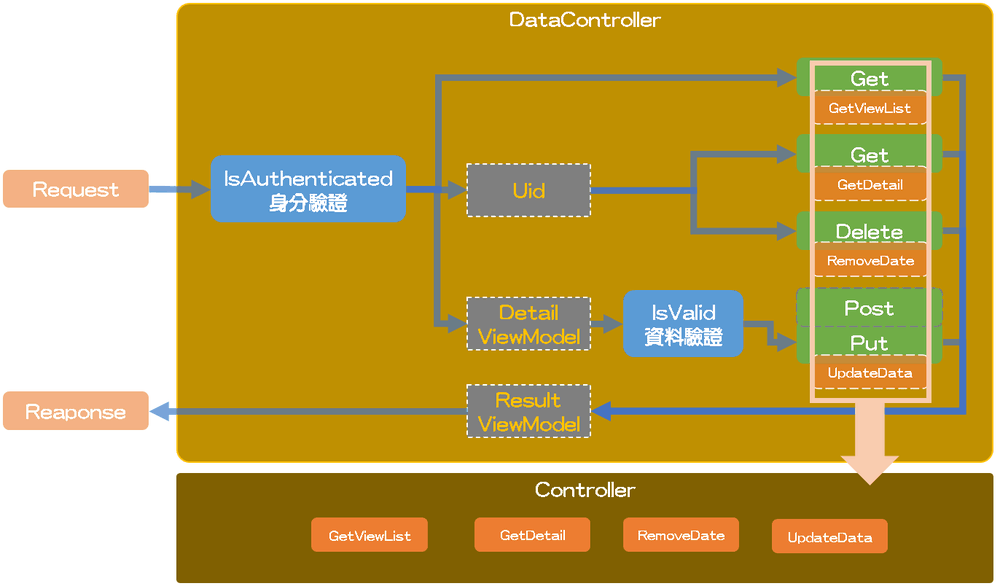 DataController
Get
GetViewList
Request
IsAuthenticated
身分驗證
Uid
Get
GetDetail
Delete
RemoveDate
Detail
ViewModel
IsValid
資料驗證
Post
Put
UpdateData
Reaponse
Result
ViewModel
Controller
GetViewList
GetDetail
RemoveDate
UpdateData